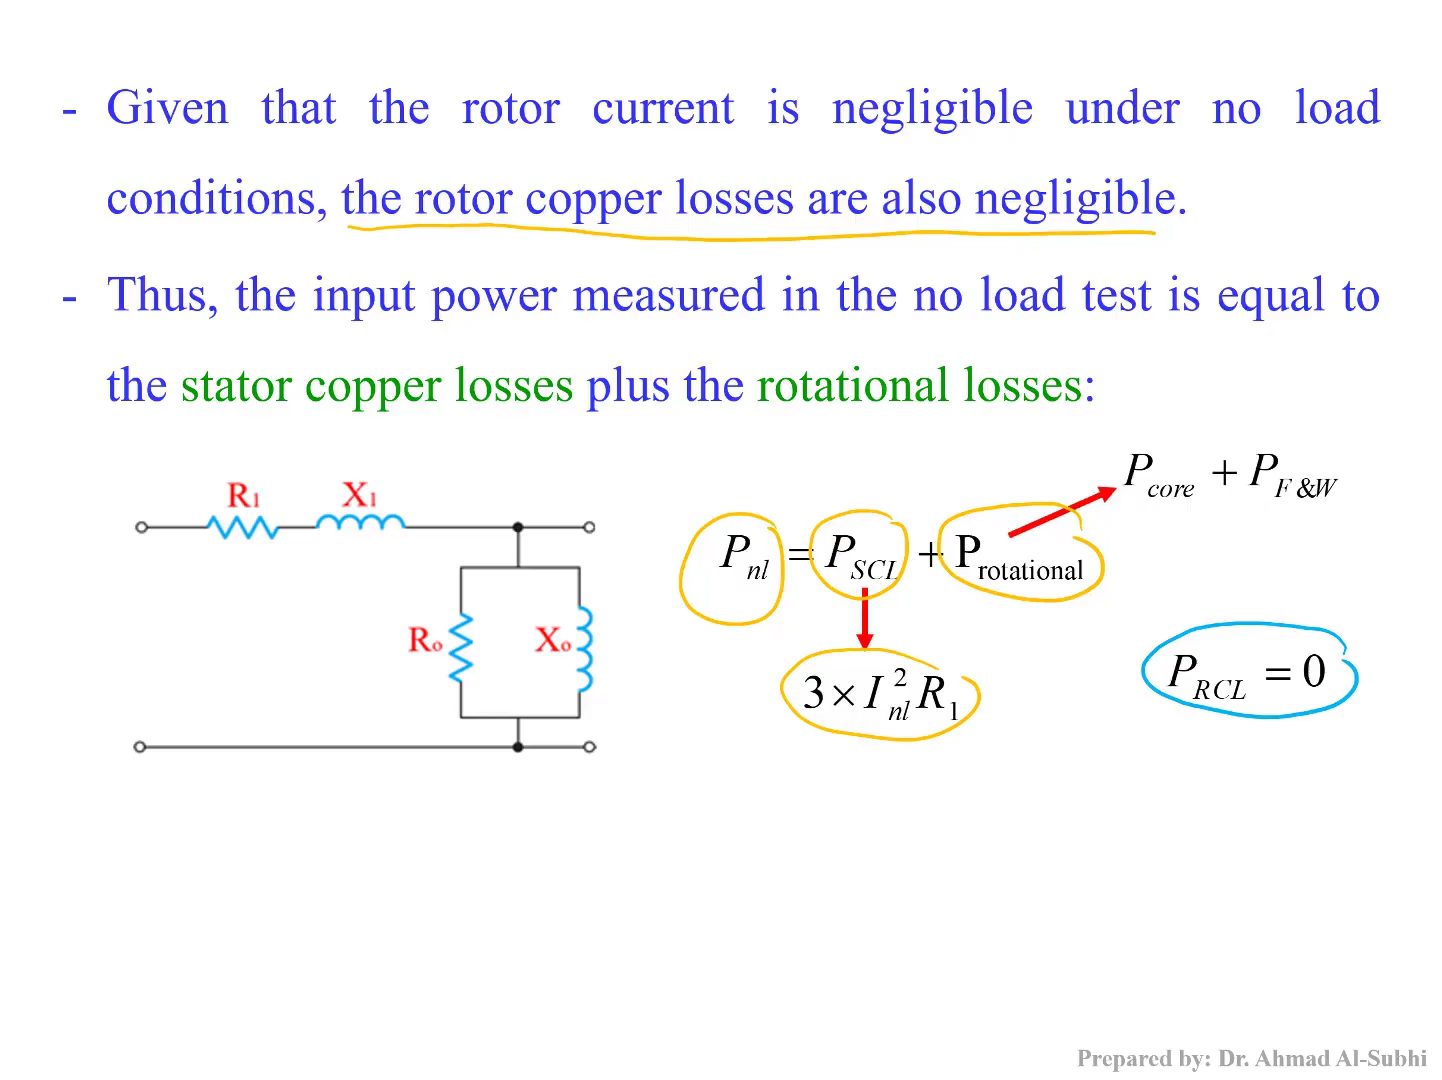 - Given that the rotor current is negligible under no load
conditions, the rotor copper losses are also negligible.
- Thus, the input power measured in the no load test is equal to
the stator copper losses plus the rotational losses:
P_core + P_F&W
R₁ X₁
P_nl = P_SCL + P_rotational
Rₒ Xₒ
3 × I²_nl R₁
P_RCL = 0
Prepared by: Dr. Ahmad Al-Subhi